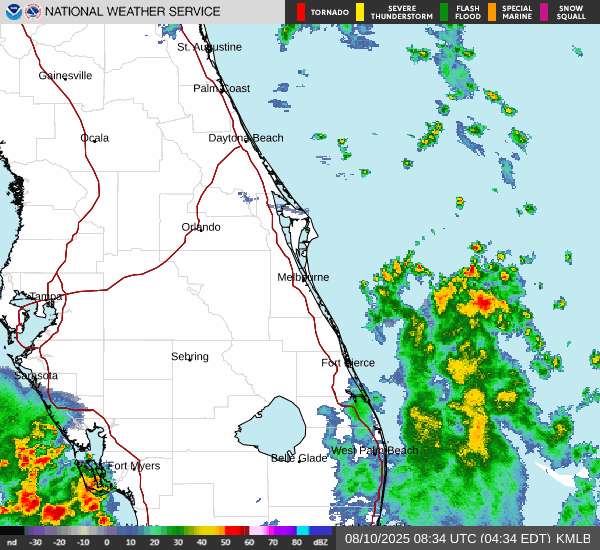 NATIONAL WEATHER SERVICE
TORNADO
SEVERE
THUNDERSTORM
FLASH
FLOOD
SPECIAL
MARINE
SNOW
SQUALL
St. Augustine
Gainesville
Palm Coast
Ocala
Daytona Beach
Orlando
Melbourne
Tampa
Sebring
Fort Pierce
Sarasota
West Palm Beach
Belle Glade
Fort Myers
nd -30 -20 -10 0 10 20 30 40 50 60 70 80 dBZ
08/10/2025 08:34 UTC (04:34 EDT) KMLB